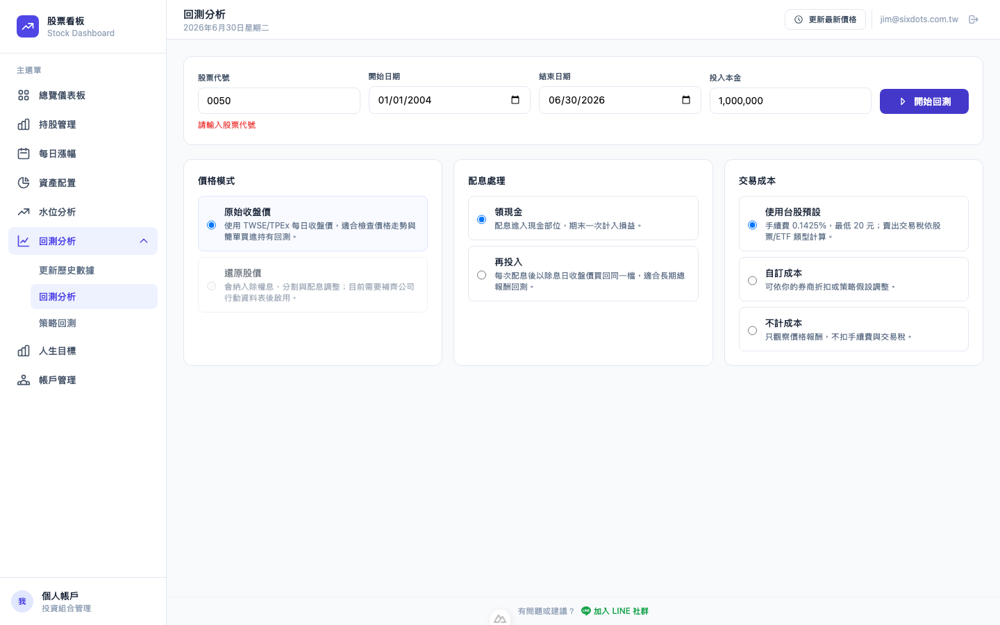 股票看板
Stock Dashboard
主選單
總覽儀表板
持股管理
每日漲幅
資產配置
水位分析
回測分析
更新歷史數據
回測分析
策略回測
人生目標
帳戶管理
我
個人帳戶
投資組合管理
回測分析
2026年6月30日星期二
更新最新價格
jim@sixdots.com.tw
股票代號
0050
請輸入股票代號
開始日期
01/01/2004
結束日期
06/30/2026
投入本金
1,000,000
開始回測
價格模式
原始收盤價
使用 TWSE/TPEx 每日收盤價，適合檢查價格走勢與
簡單買進持有回測。
還原股價
會納入除權息、分割與配息調整；目前需要補齊公司
行動資料表後啟用。
配息處理
領現金
配息進入現金部位，期末一次計入損益。
再投入
每次配息後以除息日收盤價買回同一檔，適合長期總
報酬回測。
交易成本
使用台股預設
手續費 0.1425%，最低 20 元；賣出交易稅依股
票/ETF 類型計算。
自訂成本
可依你的券商折扣或策略假設調整。
不計成本
只觀察價格報酬，不扣手續費與交易稅。
有問題或建議？
LINE
加入 LINE 社群